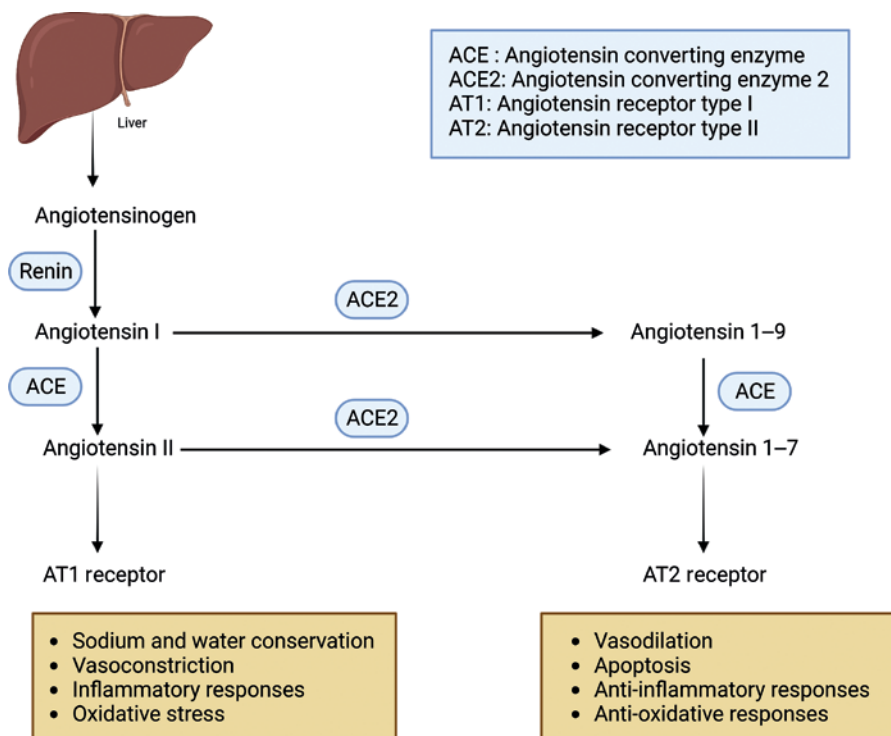 ACE : Angiotensin converting enzyme
ACE2: Angiotensin converting enzyme 2
AT1: Angiotensin receptor type I
AT2: Angiotensin receptor type II
Liver
Angiotensinogen
Renin
ACE2
Angiotensin I
Angiotensin 1–9
ACE
ACE
ACE2
Angiotensin II
Angiotensin 1–7
AT1 receptor
AT2 receptor
• Sodium and water conservation
• Vasoconstriction
• Inflammatory responses
• Oxidative stress
• Vasodilation
• Apoptosis
• Anti-inflammatory responses
• Anti-oxidative responses